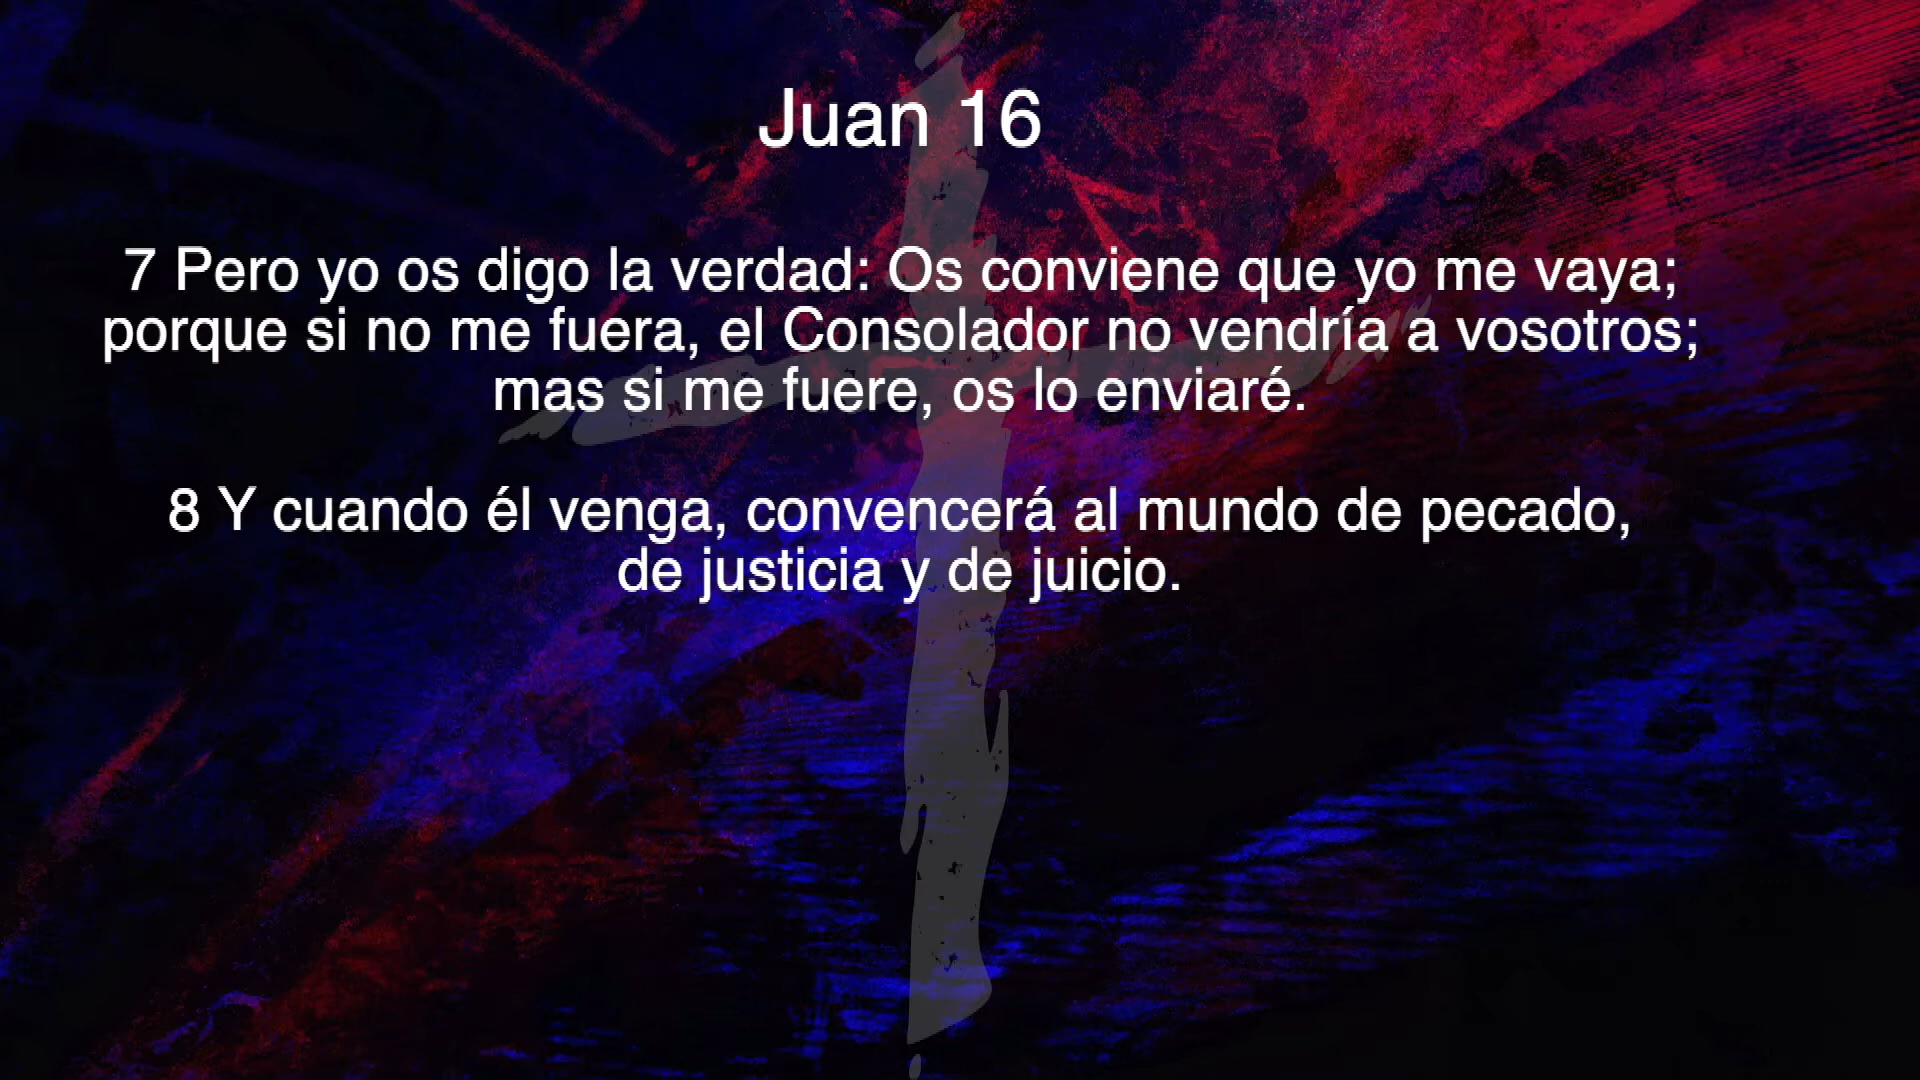 Juan 16
7 Pero yo os digo la verdad: Os conviene que yo me vaya;
porque si no me fuera, el Consolador no vendría a vosotros;
mas si me fuere, os lo enviaré.
8 Y cuando él venga, convencerá al mundo de pecado,
de justicia y de juicio.